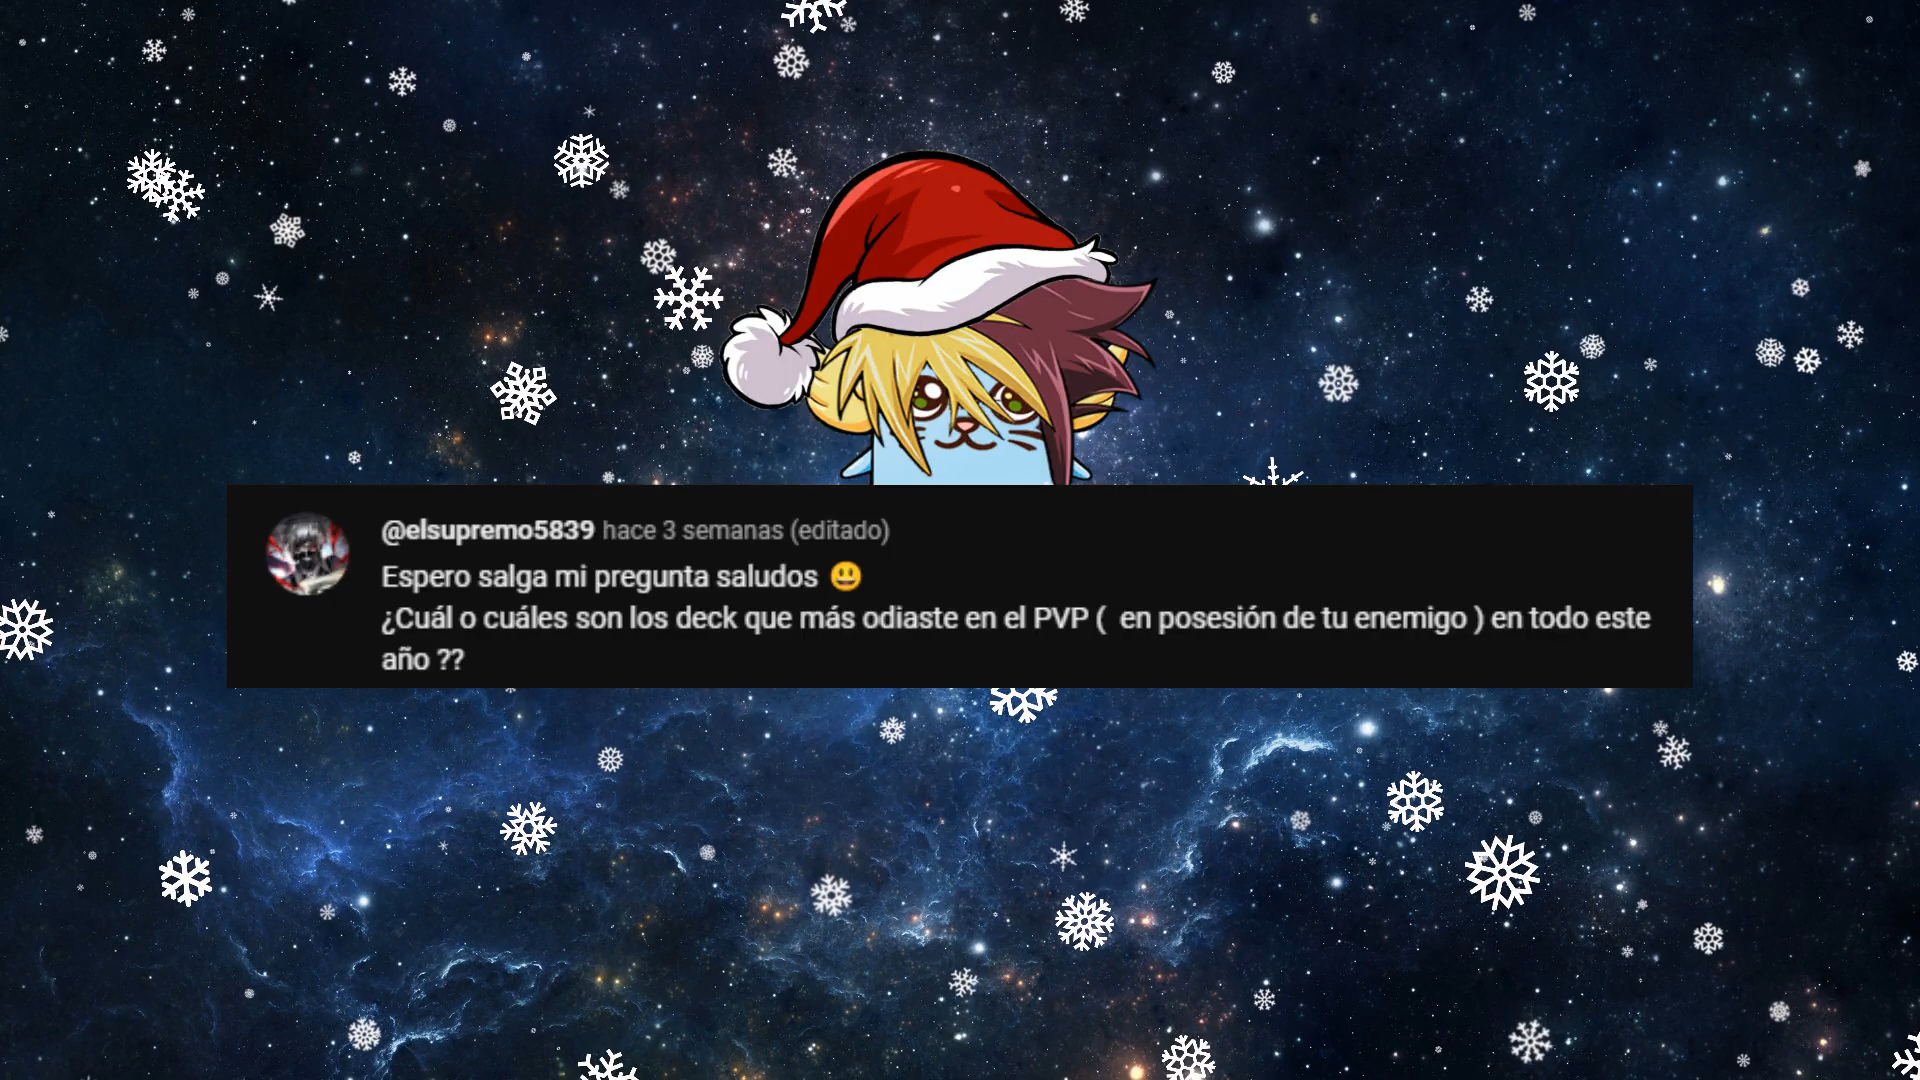 @elsupremo5839 hace 3 semanas (editado)
Espero salga mi pregunta saludos 😃
¿Cuál o cuáles son los deck que más odiaste en el PVP (  en posesión de tu enemigo ) en todo este
año ??